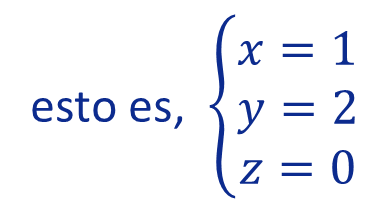 x = 1
esto es, y = 2
z = 0